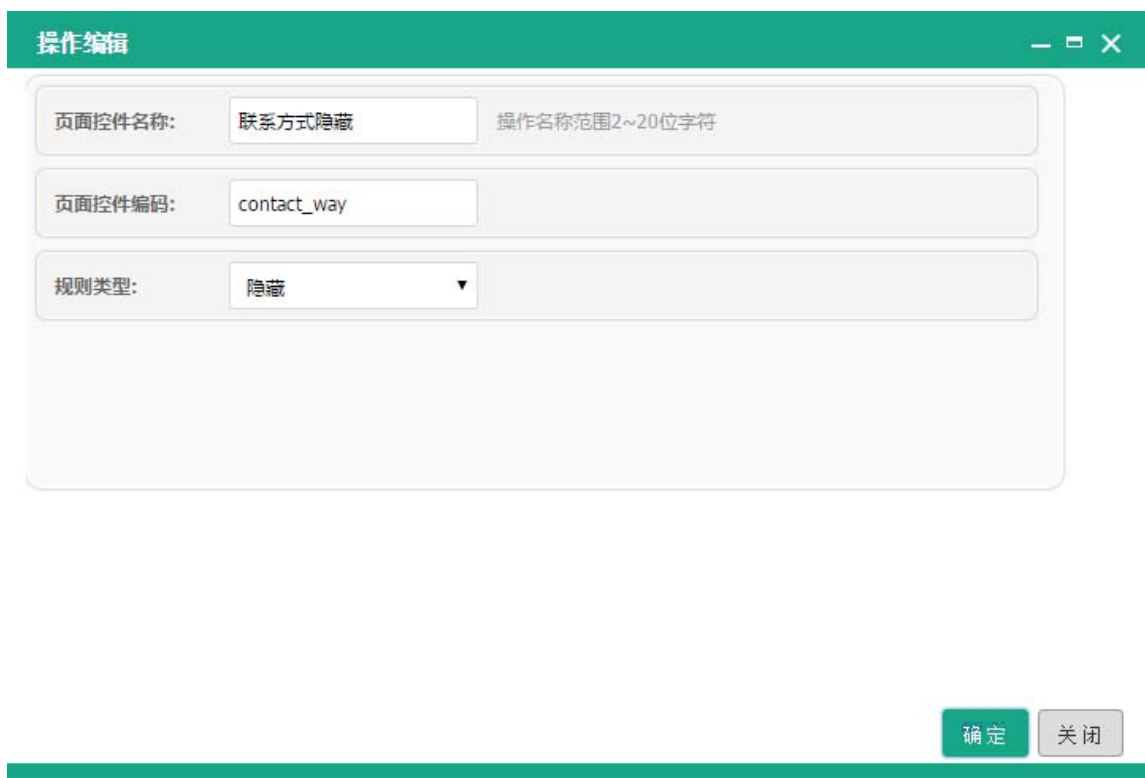 操作编辑
页面控件名称: 联系方式隐藏 操作名称范围2~20位字符
页面控件编码: contact_way
规则类型: 隐藏
确定 关闭